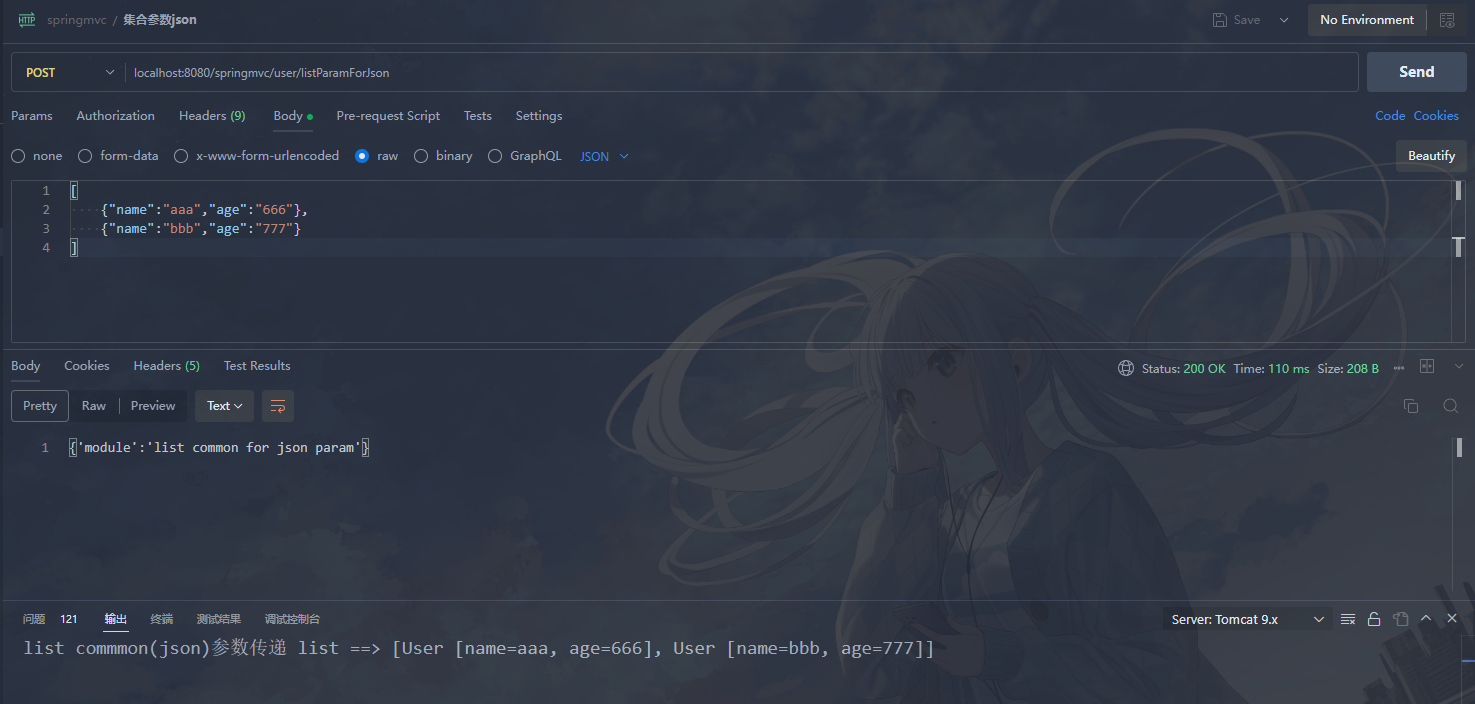 springmvc / 集合参数json Save No Environment
POST localhost:8080/springmvc/user/listParamForJson Send
Params Authorization Headers (9) Body Pre-request Script Tests Settings Code Cookies
none form-data x-www-form-urlencoded raw binary GraphQL JSON Beautify
1 [
2 ····{"name":"aaa","age":"666"},
3 ····{"name":"bbb","age":"777"}
4 ]
Body Cookies Headers (5) Test Results Status: 200 OK Time: 110 ms Size: 208 B
Pretty Raw Preview Text
1 {'module':'list common for json param'}
问题 121 输出 终端 测试结果 调试控制台 Server: Tomcat 9.x
list commmon(json)参数传递 list ==> [User [name=aaa, age=666], User [name=bbb, age=777]]